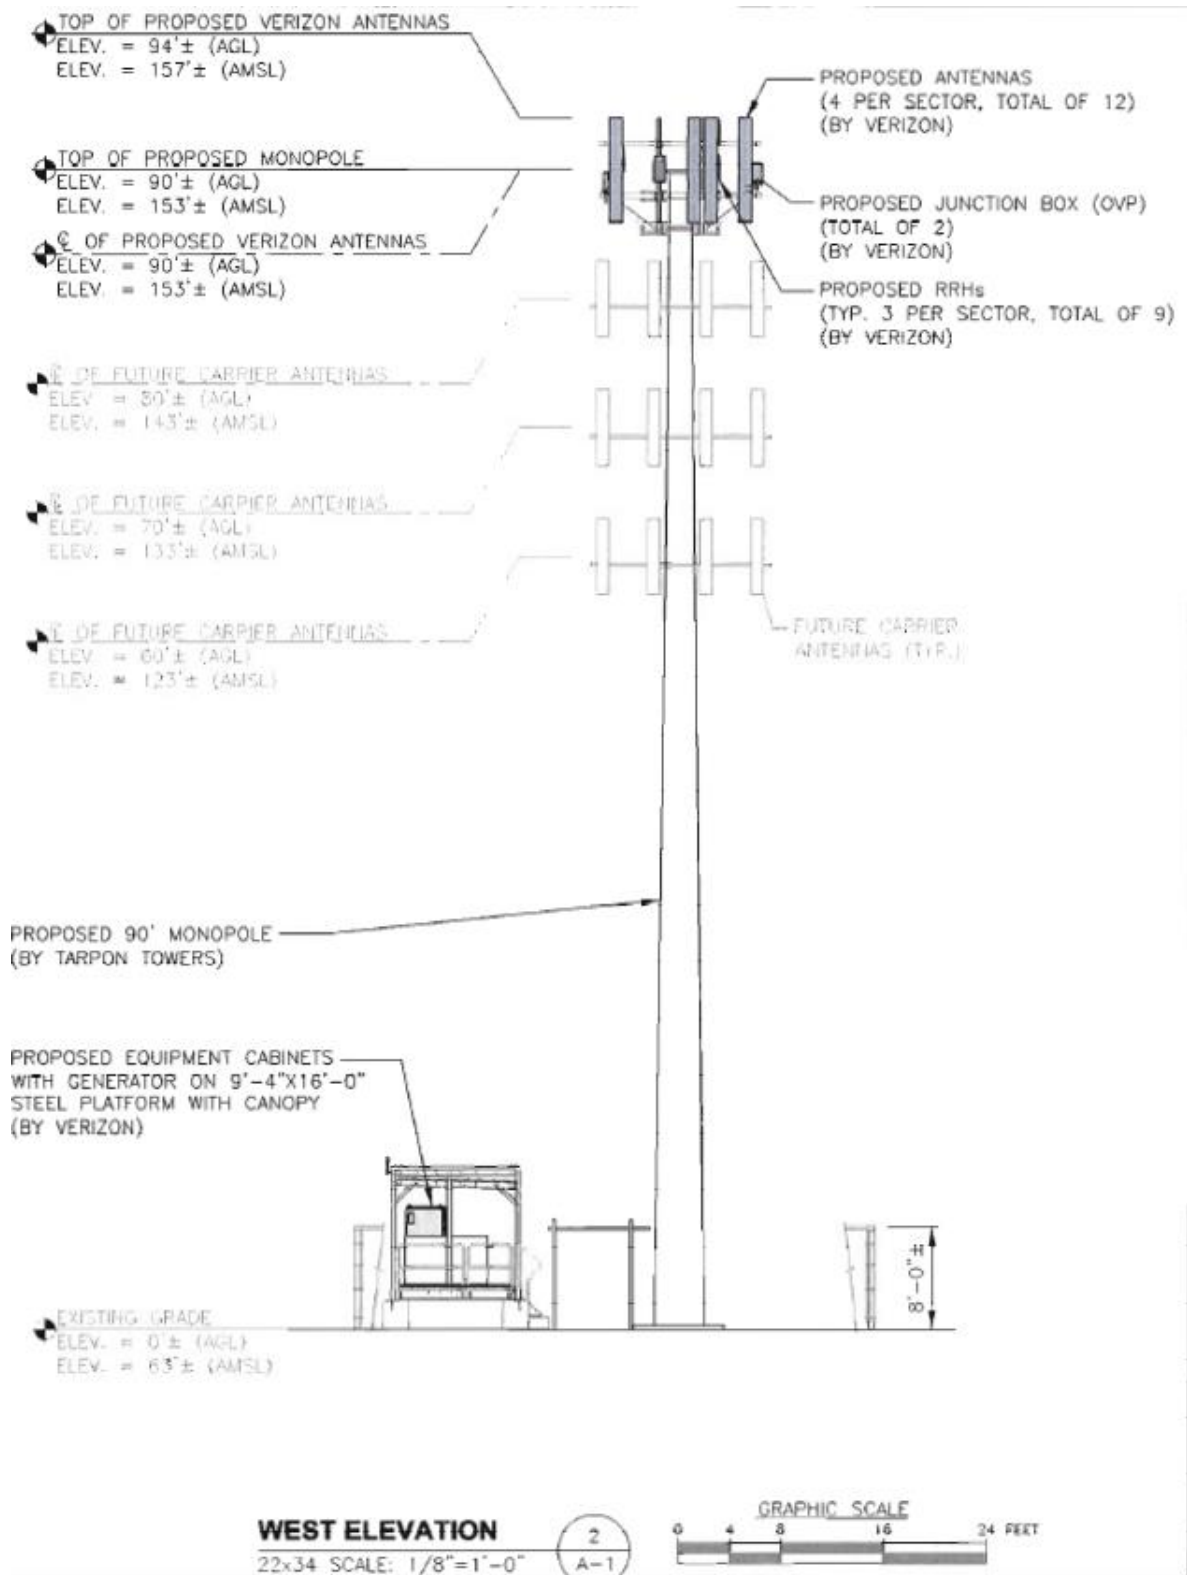 TOP OF PROPOSED VERIZON ANTENNAS
ELEV. = 94'± (AGL)
ELEV. = 157'± (AMSL)
TOP OF PROPOSED MONOPOLE
ELEV. = 90'± (AGL)
ELEV. = 153'± (AMSL)
℄ OF PROPOSED VERIZON ANTENNAS
ELEV. = 90'± (AGL)
ELEV. = 153'± (AMSL)
℄ OF FUTURE CARRIER ANTENNAS
ELEV. = 80'± (AGL)
ELEV. = 143'± (AMSL)
℄ OF FUTURE CARRIER ANTENNAS
ELEV. = 70'± (AGL)
ELEV. = 133'± (AMSL)
℄ OF FUTURE CARRIER ANTENNAS
ELEV. = 60'± (AGL)
ELEV. = 123'± (AMSL)
PROPOSED ANTENNAS
(4 PER SECTOR, TOTAL OF 12)
(BY VERIZON)
PROPOSED JUNCTION BOX (OVP)
(TOTAL OF 2)
(BY VERIZON)
PROPOSED RRHs
(TYP. 3 PER SECTOR, TOTAL OF 9)
(BY VERIZON)
FUTURE CARRIER
ANTENNAS (TYP.)
PROPOSED 90' MONOPOLE
(BY TARPON TOWERS)
PROPOSED EQUIPMENT CABINETS
WITH GENERATOR ON 9'-4"X16'-0"
STEEL PLATFORM WITH CANOPY
(BY VERIZON)
8'-0"±
EXISTING GRADE
ELEV. = 0'± (AGL)
ELEV. = 63'± (AMSL)
WEST ELEVATION
22x34 SCALE: 1/8"=1'-0"
2
A-1
GRAPHIC SCALE
0 4 8 16 24 FEET